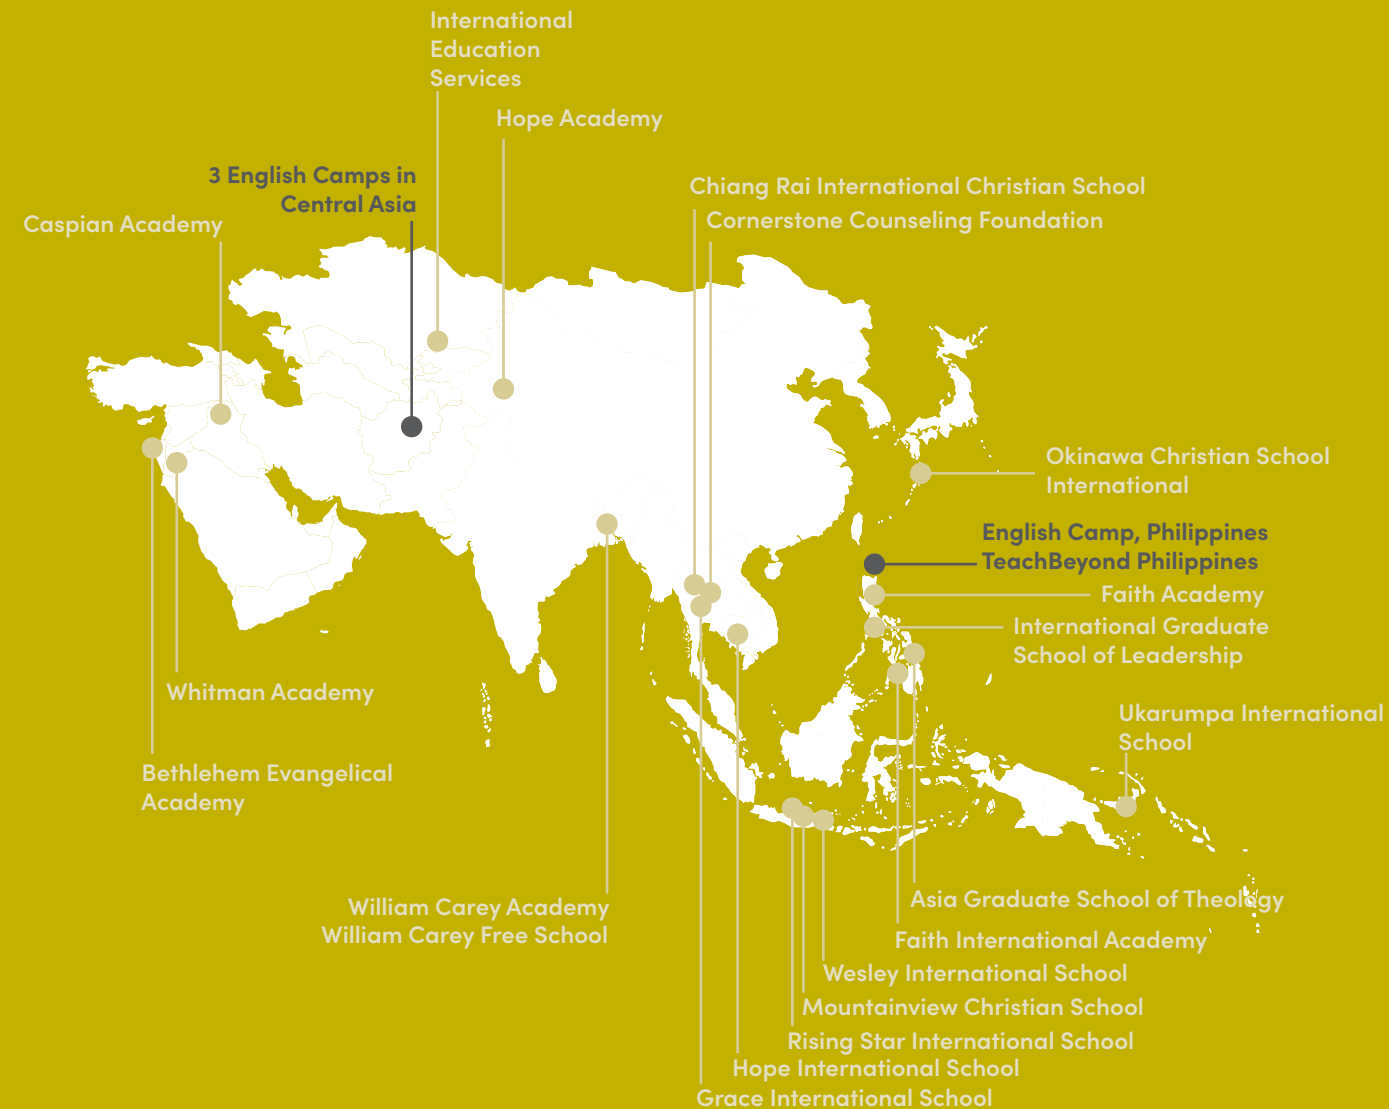 International
Education
Services
Hope Academy
3 English Camps in
Central Asia
Chiang Rai International Christian School
Caspian Academy
Cornerstone Counseling Foundation
Okinawa Christian School
International
English Camp, Philippines
TeachBeyond Philippines
Faith Academy
International Graduate
School of Leadership
Whitman Academy
Ukarumpa International
School
Bethlehem Evangelical
Academy
William Carey Academy
William Carey Free School
Asia Graduate School of Theology
Faith International Academy
Wesley International School
Mountainview Christian School
Rising Star International School
Hope International School
Grace International School